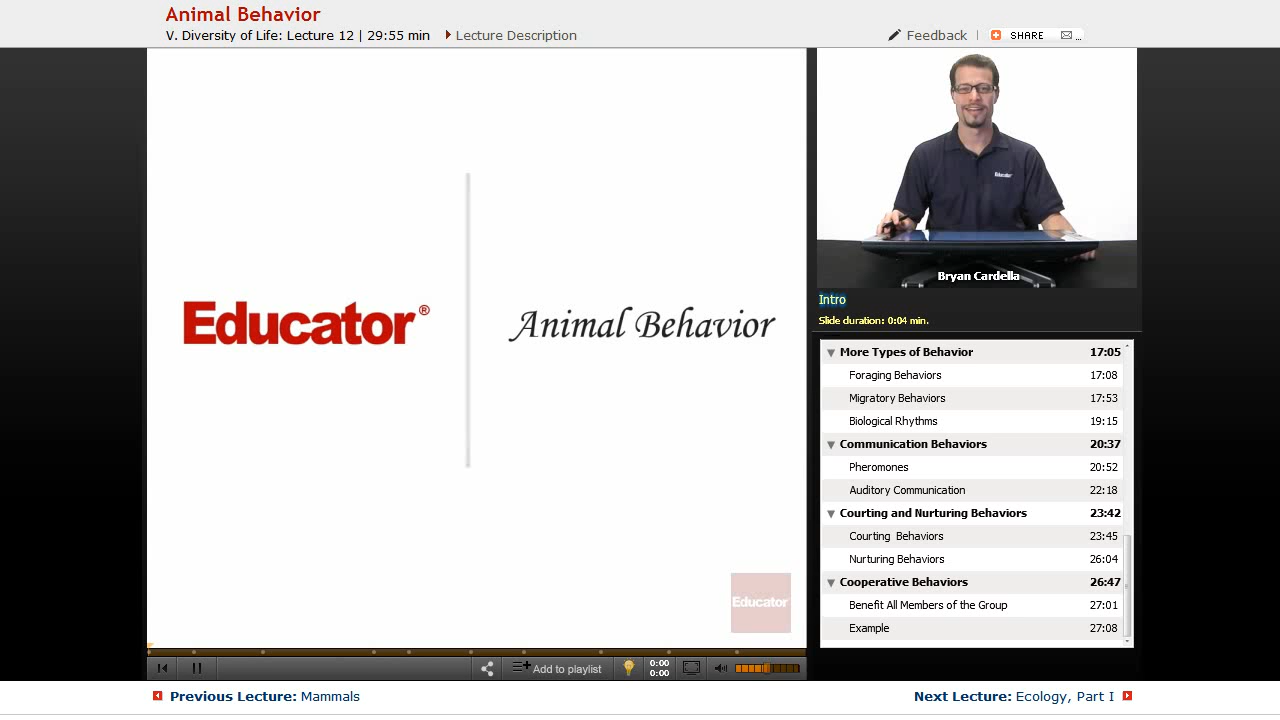 Animal Behavior
V. Diversity of Life: Lecture 12 | 29:55 min Lecture Description
Feedback | SHARE ...
Educator®
Animal Behavior
Educator
Educator
Bryan Cardella
Intro
Slide duration: 0:04 min.
More Types of Behavior 17:05
Foraging Behaviors 17:08
Migratory Behaviors 17:53
Biological Rhythms 19:15
Communication Behaviors 20:37
Pheromones 20:52
Auditory Communication 22:18
Courting and Nurturing Behaviors 23:42
Courting Behaviors 23:45
Nurturing Behaviors 26:04
Cooperative Behaviors 26:47
Benefit All Members of the Group 27:01
Example 27:08
Add to playlist
0:00
0:00
Previous Lecture: Mammals
Next Lecture: Ecology, Part I